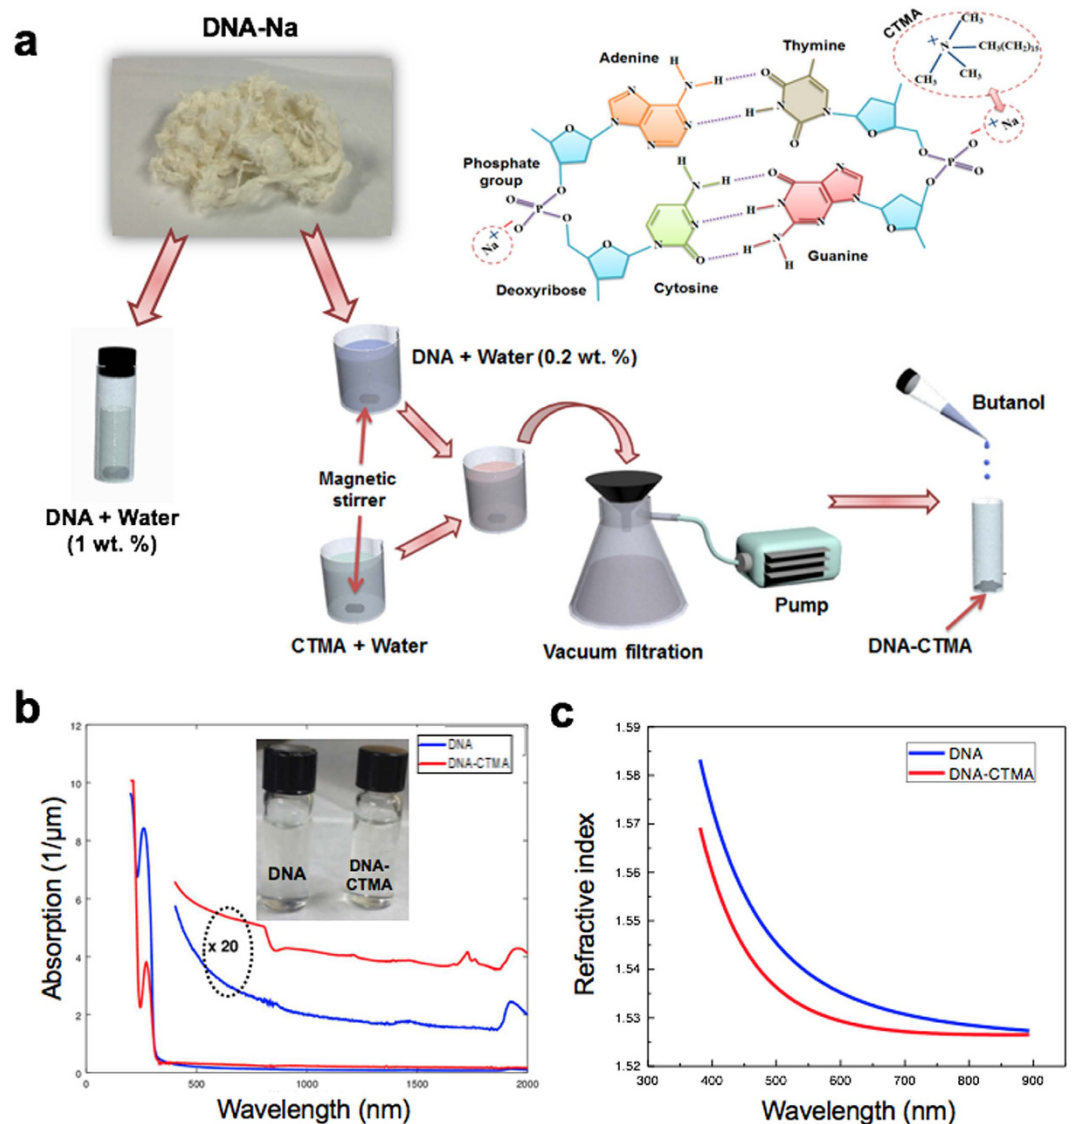 a
DNA-Na
CTMA
CH3
+
N
CH3(CH2)15
CH3
CH3
Adenine
Thymine
H
N
H
O
N
N
N
N
N
H
N
N
O
O
O
O
Na
+
Phosphate
group
O
O
P
O
O
Na
+
O
P
O
O
O
H
N
H
N
N
O
O
H
N
N
N
N
H
N
H
O
O
Deoxyribose
Cytosine
Guanine
DNA + Water
(1 wt. %)
DNA + Water (0.2 wt. %)
Magnetic
stirrer
CTMA + Water
Vacuum filtration
Pump
Butanol
DNA-CTMA
b
Absorption (1/µm)
12
10
8
6
4
2
0
0
500
1000
1500
2000
Wavelength (nm)
DNA
DNA-CTMA
DNA
DNA-
CTMA
x 20
c
Refractive index
1.59
1.58
1.57
1.56
1.55
1.54
1.53
1.52
300
400
500
600
700
800
900
Wavelength (nm)
DNA
DNA-CTMA